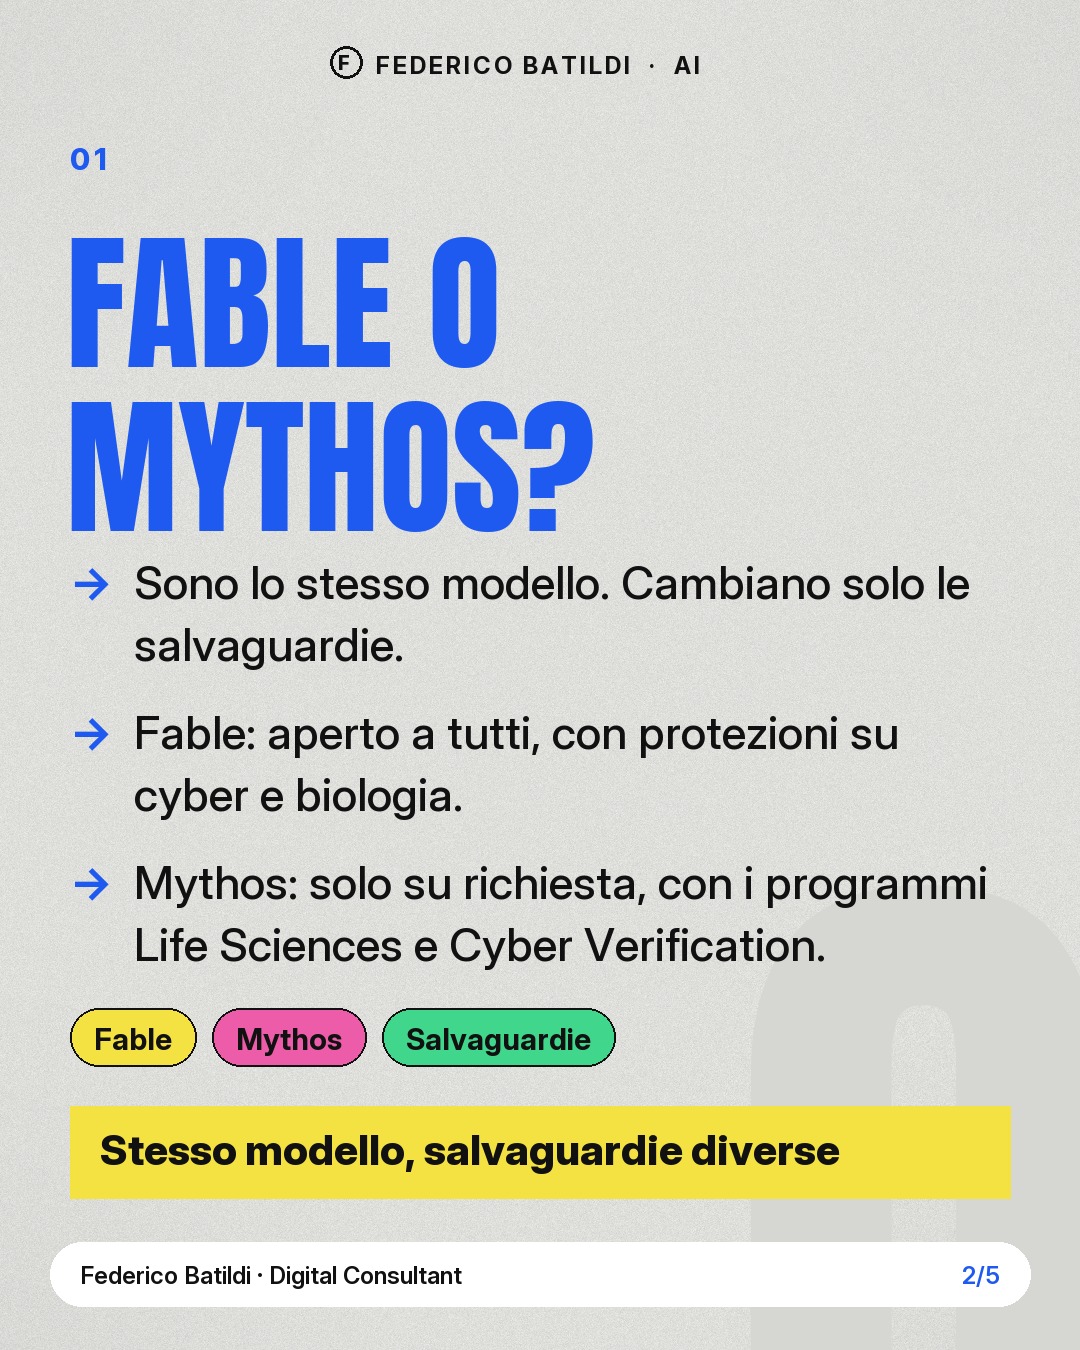 F FEDERICO BATILDI · AI
01
FABLE O
MYTHOS?
→ Sono lo stesso modello. Cambiano solo le
salvaguardie.
→ Fable: aperto a tutti, con protezioni su
cyber e biologia.
→ Mythos: solo su richiesta, con i programmi
Life Sciences e Cyber Verification.
Fable Mythos Salvaguardie
Stesso modello, salvaguardie diverse
Federico Batildi · Digital Consultant 2/5